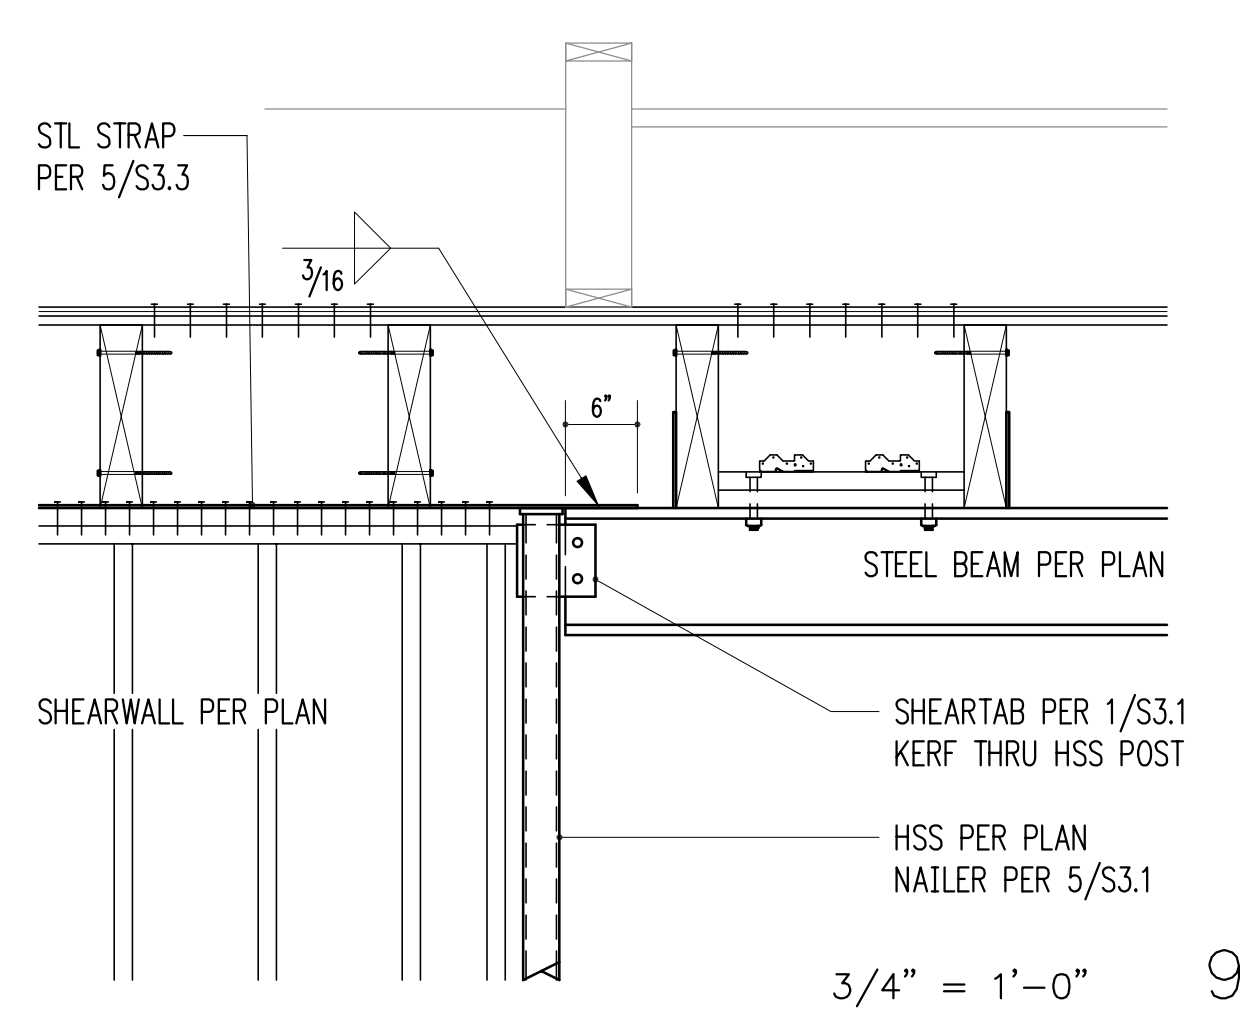 STL STRAP
PER 5/S3.3
3/16
6”
STEEL BEAM PER PLAN
SHEARWALL PER PLAN
SHEARTAB PER 1/S3.1
KERF THRU HSS POST
HSS PER PLAN
NAILER PER 5/S3.1
3/4” = 1’-0”
9